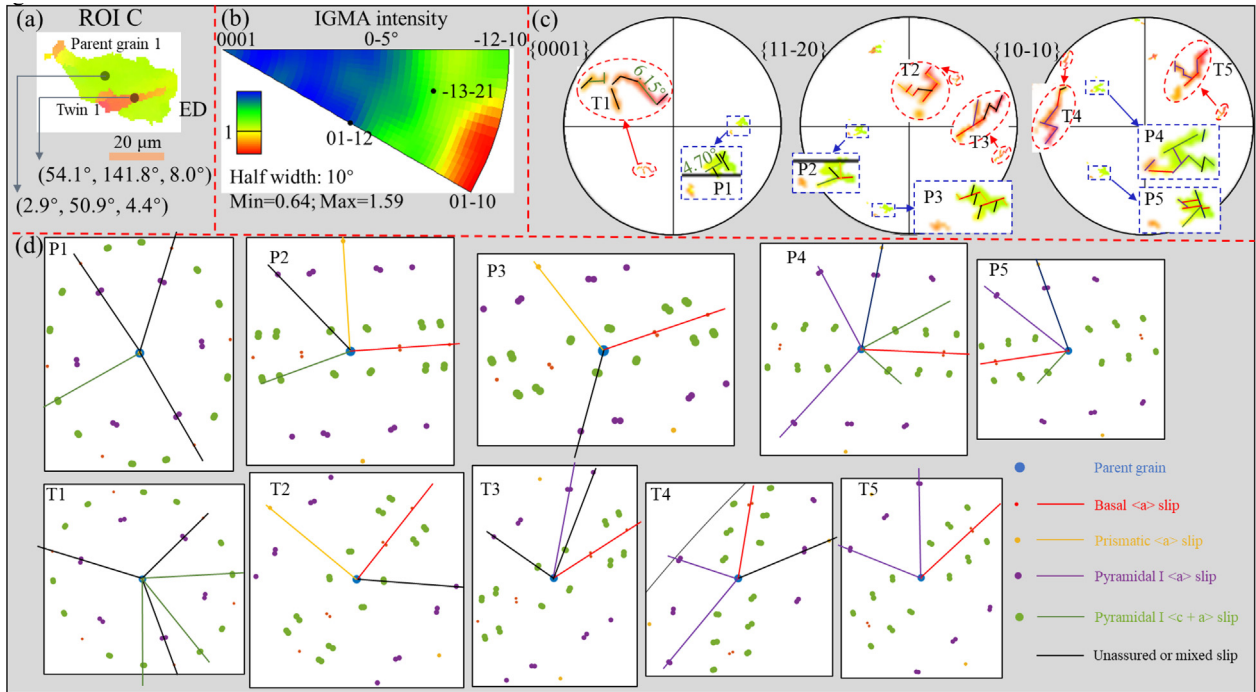 (a) ROI C
Parent grain 1
Twin 1
ED
20 µm
(54.1°, 141.8°, 8.0°)
(2.9°, 50.9°, 4.4°)
(b) IGMA intensity
0001 0-5° -12-10
1
-13-21
01-12
Half width: 10°
Min=0.64; Max=1.59
01-10
(c)
{0001} {11-20} {10-10}
T1
6.15°
4.70°
P1
T2
T3
P2
P3
T5
T4
P4
P5
(d)
P1
P2
P3
P4
P5
T1
T2
T3
T4
T5
Parent grain
Basal <a> slip
Prismatic <a> slip
Pyramidal I <a> slip
Pyramidal I <c + a> slip
Unassured or mixed slip